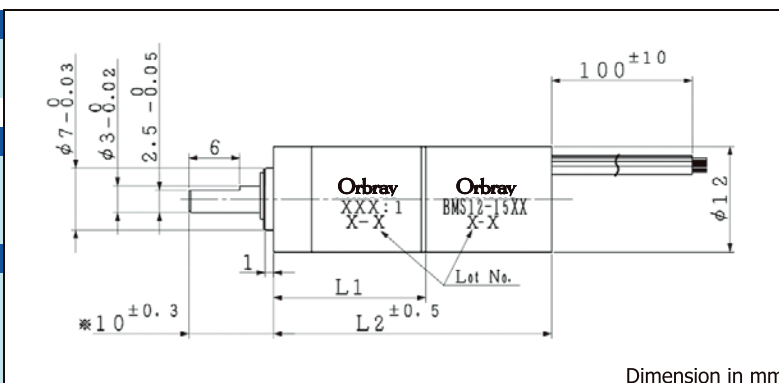 φ7-0.03 0
φ3-0.02 0
2.5 -0.05 0
6
100±10
Orbray
XXX:1
X-X
Orbray
BMS12-15XX
X-X
φ12
1
L1
Lot No.
※10±0.3
L2±0.5
Dimension in mm